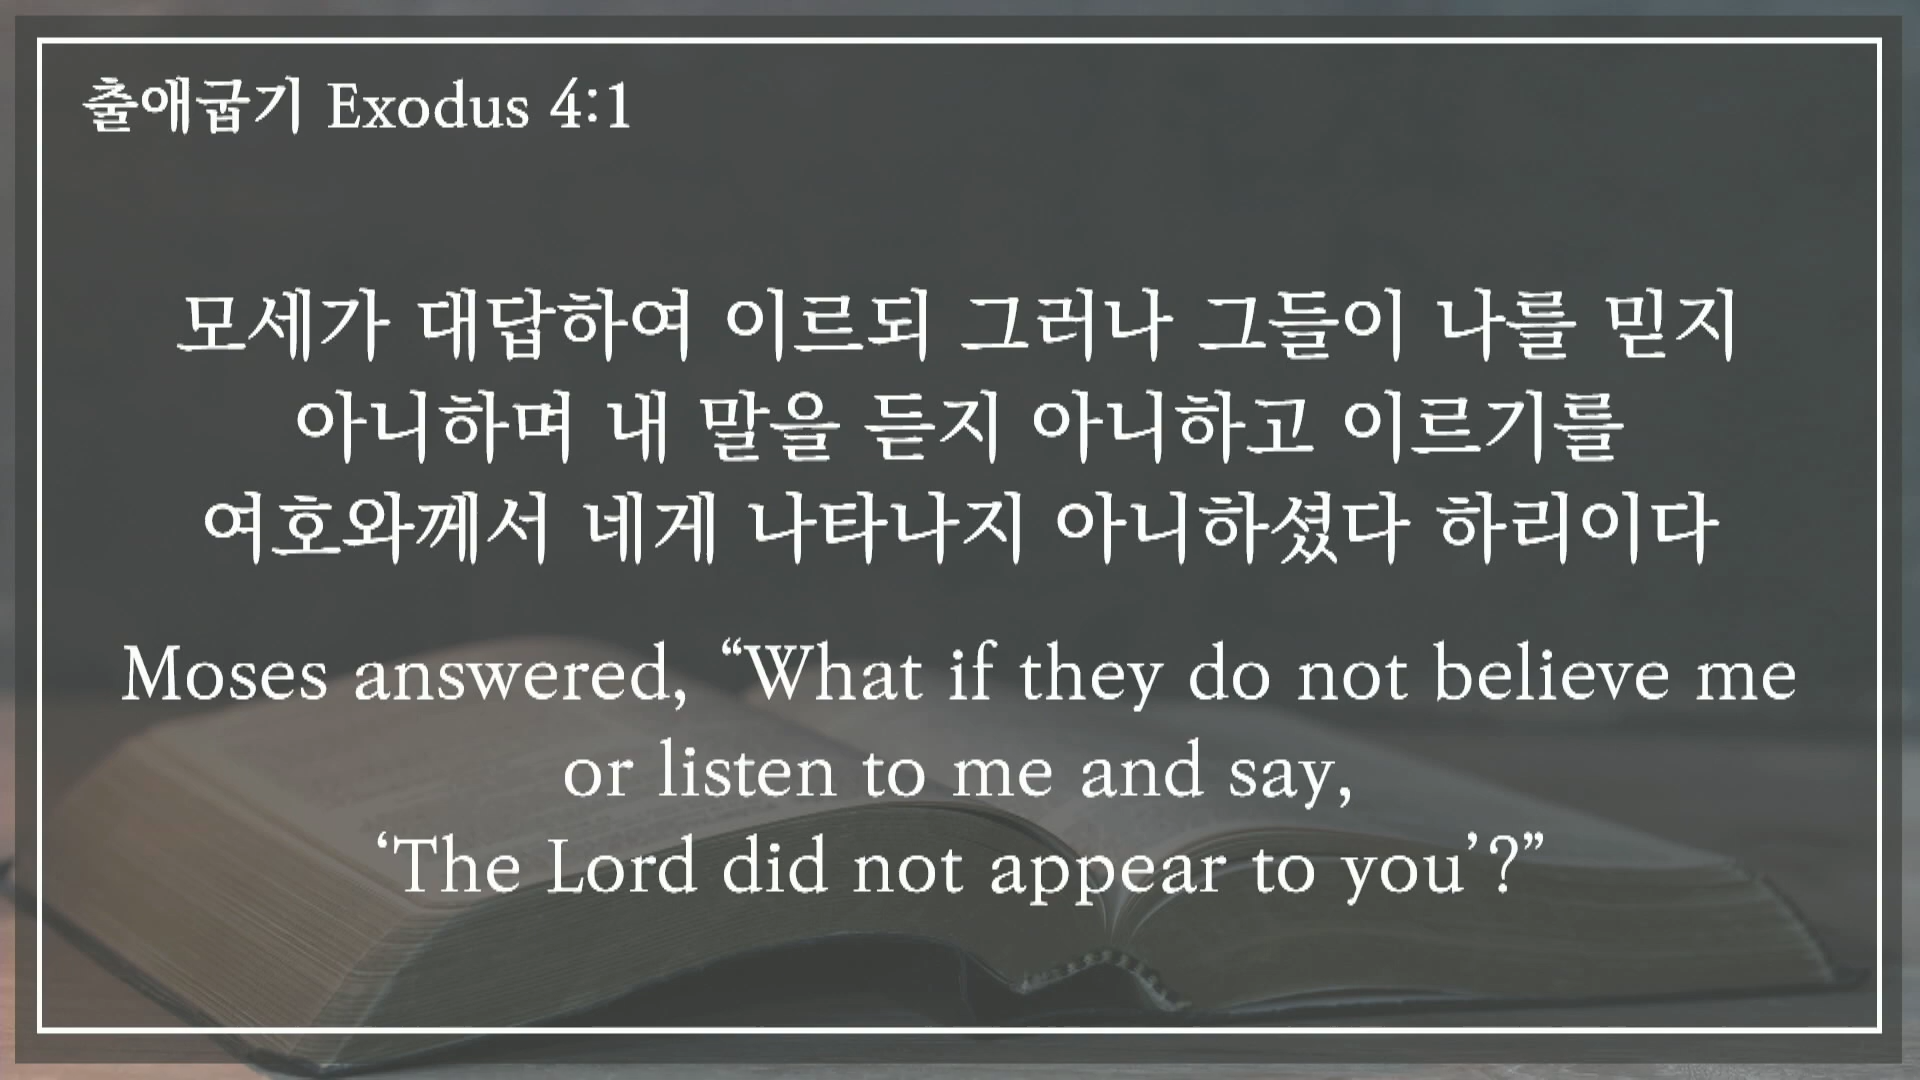 출애굽기 Exodus 4:1
모세가 대답하여 이르되 그러나 그들이 나를 믿지
아니하며 내 말을 듣지 아니하고 이르기를
여호와께서 네게 나타나지 아니하셨다 하리이다
Moses answered, “What if they do not believe me
or listen to me and say,
‘The Lord did not appear to you’?”